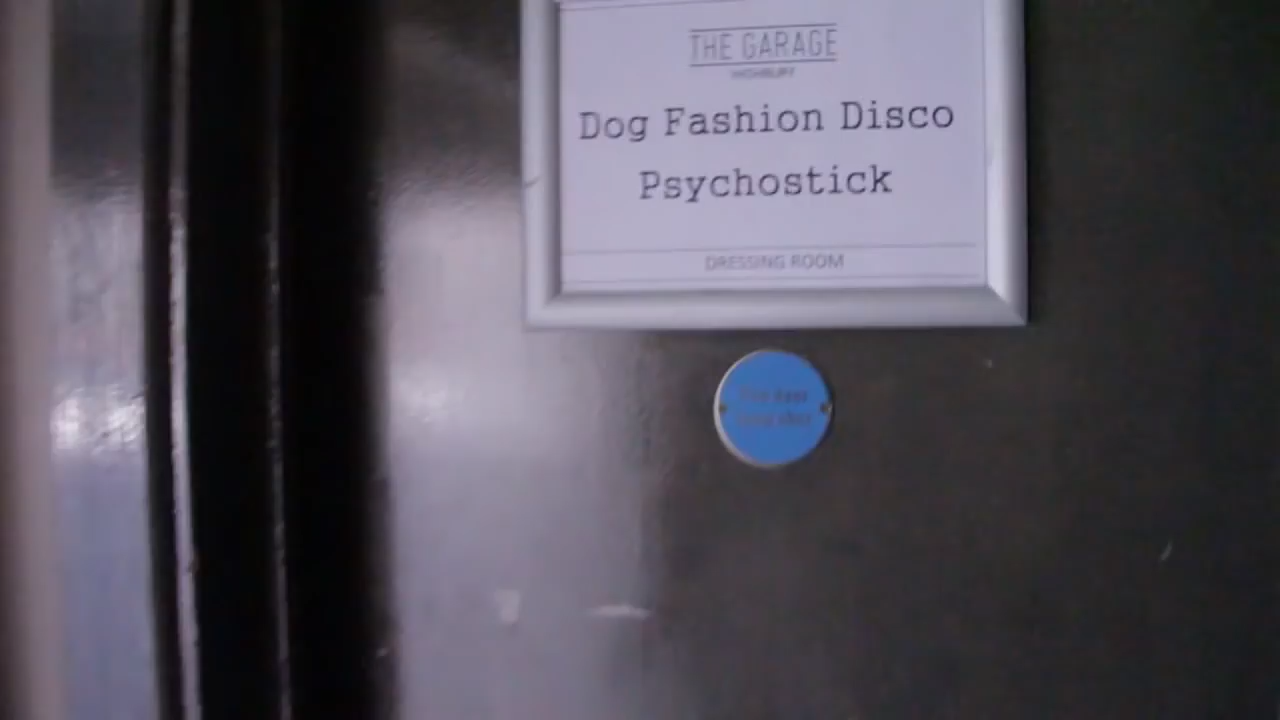 THE GARAGE
HIGHBURY
Dog Fashion Disco
Psychostick
DRESSING ROOM